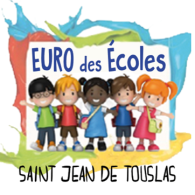 EURO des Écoles
SAINT JEAN DE TOUSLAS